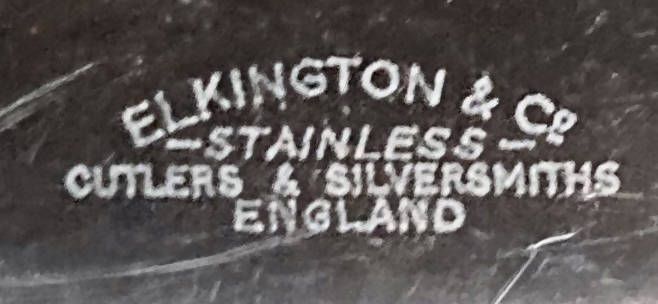 ELKINGTON & Co
-STAINLESS-
CUTLERS & SILVERSMITHS
ENGLAND